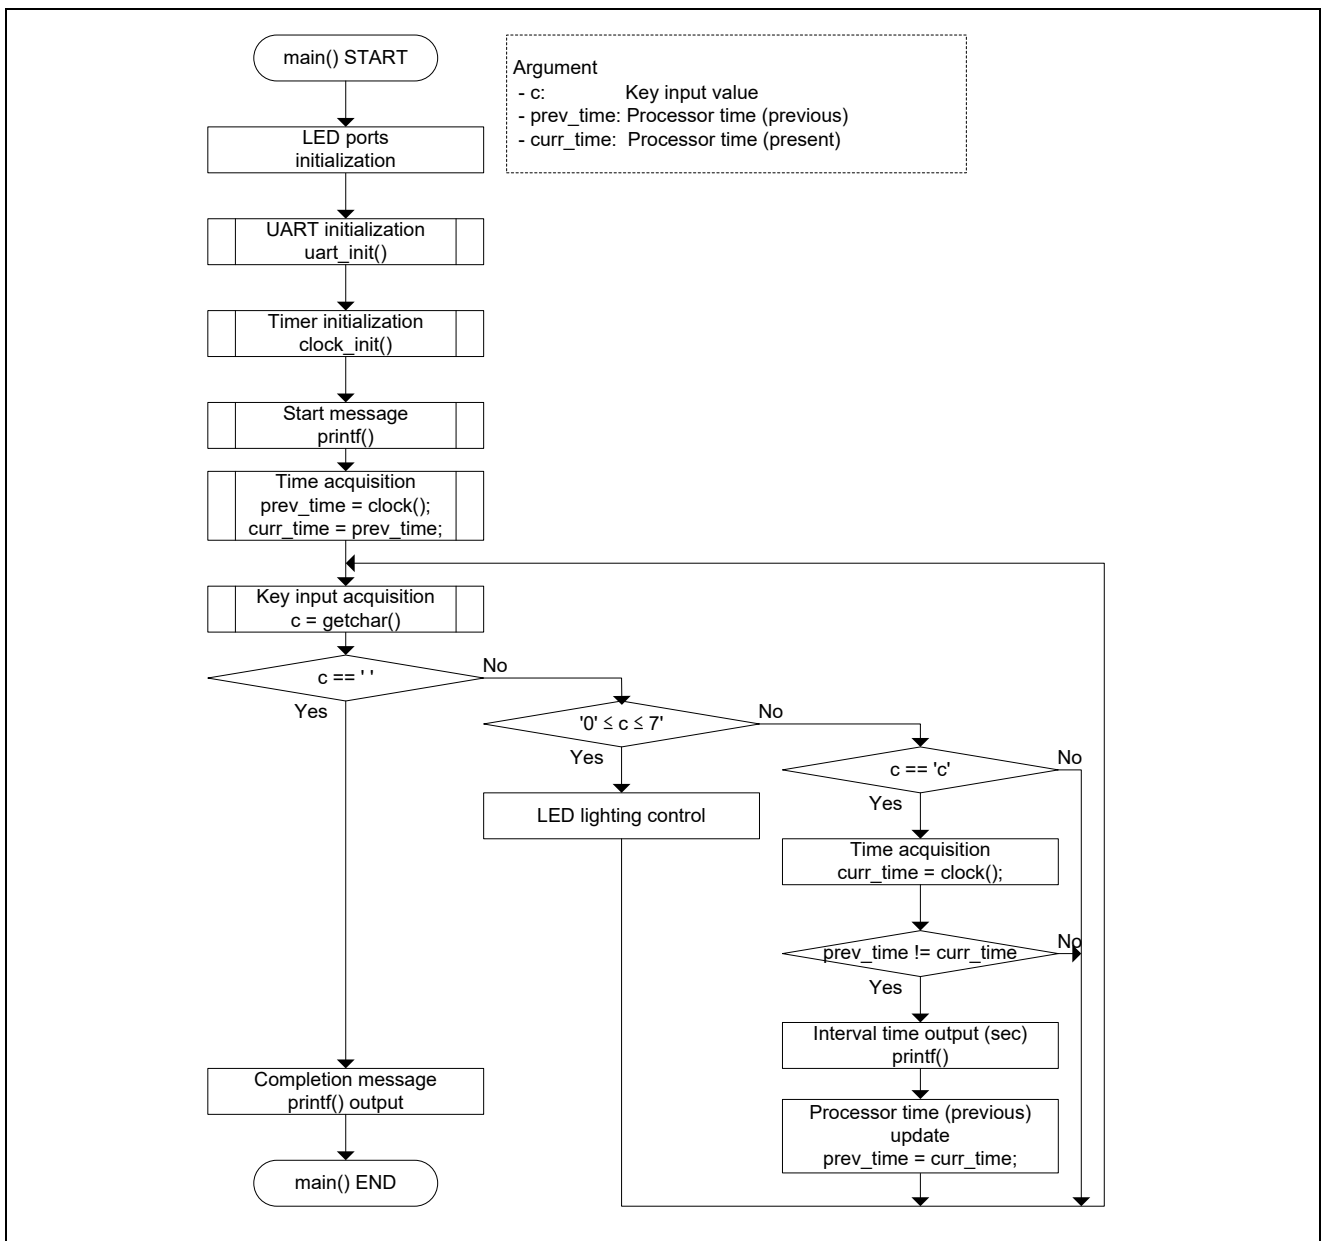 main() START
Argument
- c: Key input value
- prev_time: Processor time (previous)
- curr_time: Processor time (present)
LED ports
initialization
UART initialization
uart_init()
Timer initialization
clock_init()
Start message
printf()
Time acquisition
prev_time = clock();
curr_time = prev_time;
Key input acquisition
c = getchar()
c == ' '
No
Yes
'0' ≤ c ≤ 7'
No
Yes
LED lighting control
c == 'c'
No
Yes
Time acquisition
curr_time = clock();
prev_time != curr_time
No
Yes
Interval time output (sec)
printf()
Processor time (previous)
update
prev_time = curr_time;
Completion message
printf() output
main() END